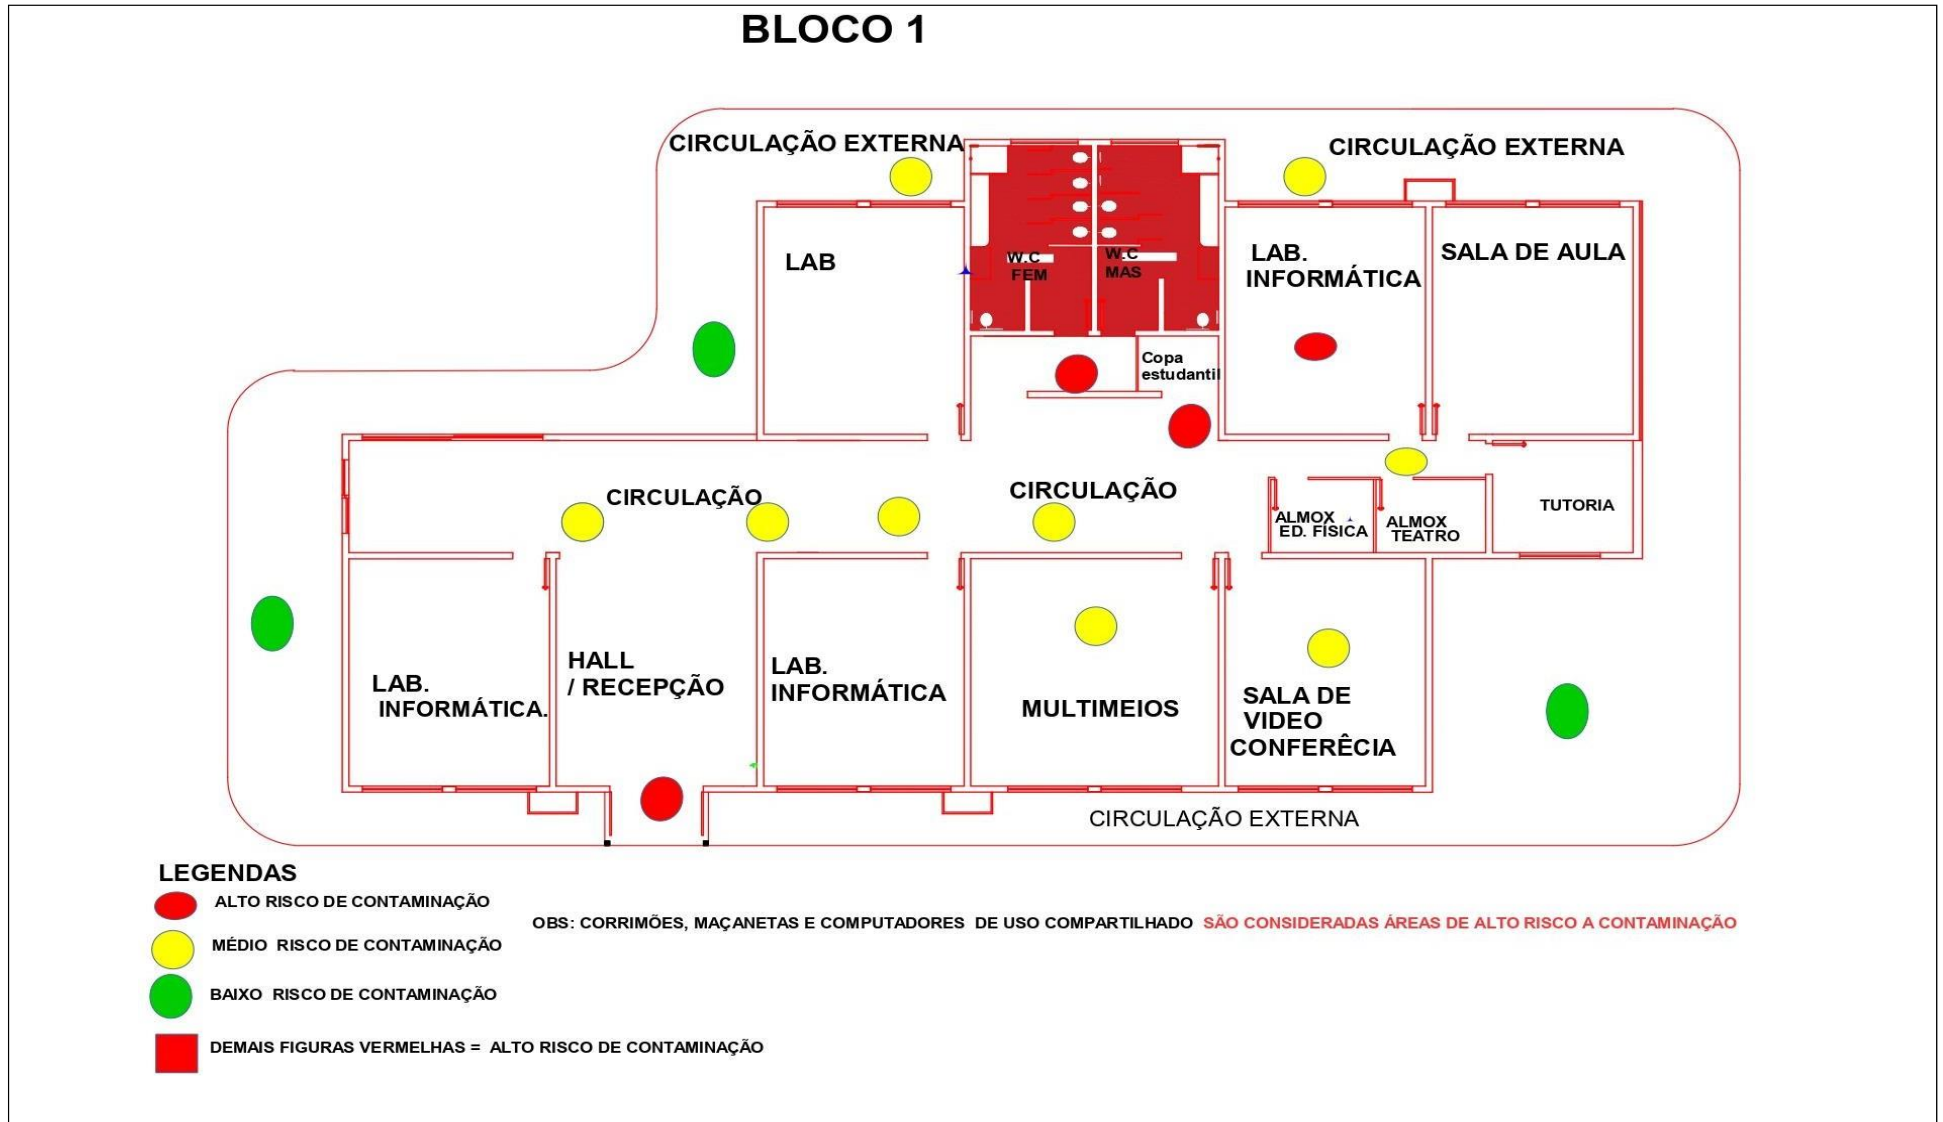 BLOCO 1
CIRCULAÇÃO EXTERNA
CIRCULAÇÃO EXTERNA
LAB
W.C
FEM
W.C
MAS
LAB.
INFORMÁTICA
SALA DE AULA
Copa
estudantil
CIRCULAÇÃO
CIRCULAÇÃO
ALMOX
ED. FÍSICA
ALMOX
TEATRO
TUTORIA
LAB.
INFORMÁTICA.
HALL
/ RECEPÇÃO
LAB.
INFORMÁTICA
MULTIMEIOS
SALA DE
VIDEO
CONFERÊCIA
CIRCULAÇÃO EXTERNA
LEGENDAS
ALTO RISCO DE CONTAMINAÇÃO
MÉDIO RISCO DE CONTAMINAÇÃO
BAIXO RISCO DE CONTAMINAÇÃO
DEMAIS FIGURAS VERMELHAS = ALTO RISCO DE CONTAMINAÇÃO
OBS: CORRIMÕES, MAÇANETAS E COMPUTADORES DE USO COMPARTILHADO SÃO CONSIDERADAS ÁREAS DE ALTO RISCO A CONTAMINAÇÃO